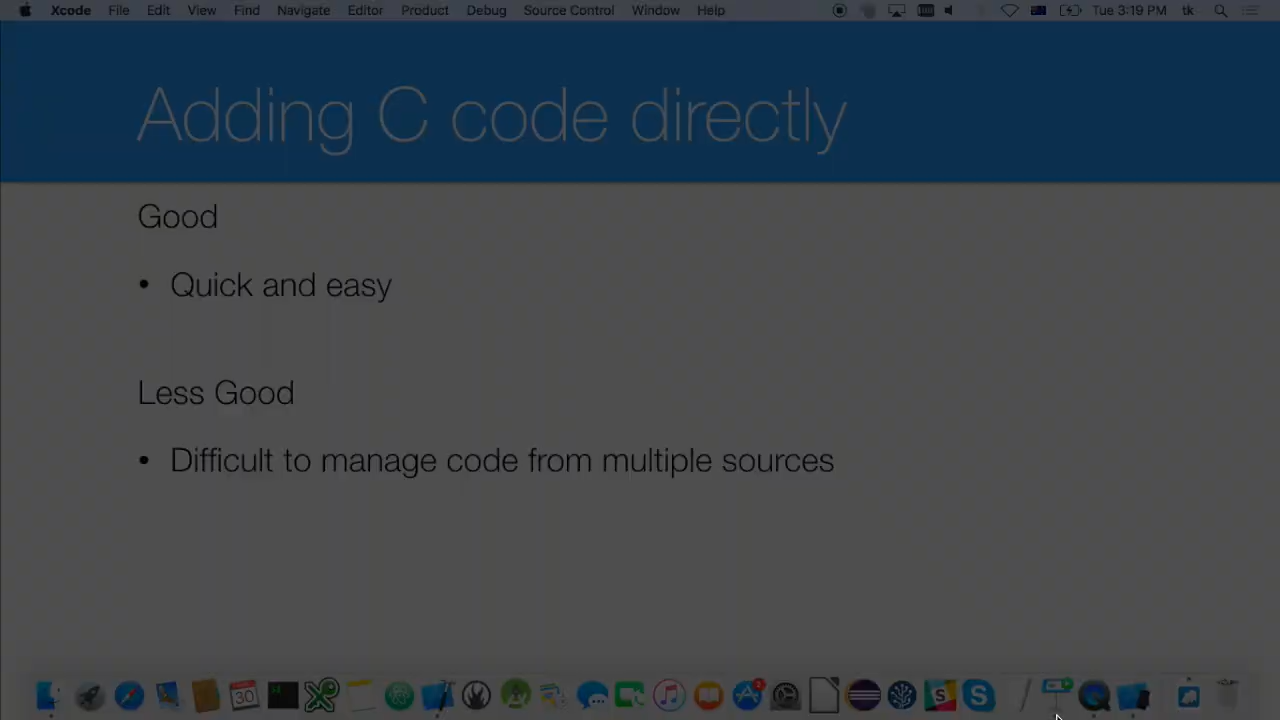 Xcode File Edit View Find Navigate Editor Product Debug Source Control Window Help Tue 3:19 PM tk
Adding C code directly
Good
• Quick and easy
Less Good
• Difficult to manage code from multiple sources
30